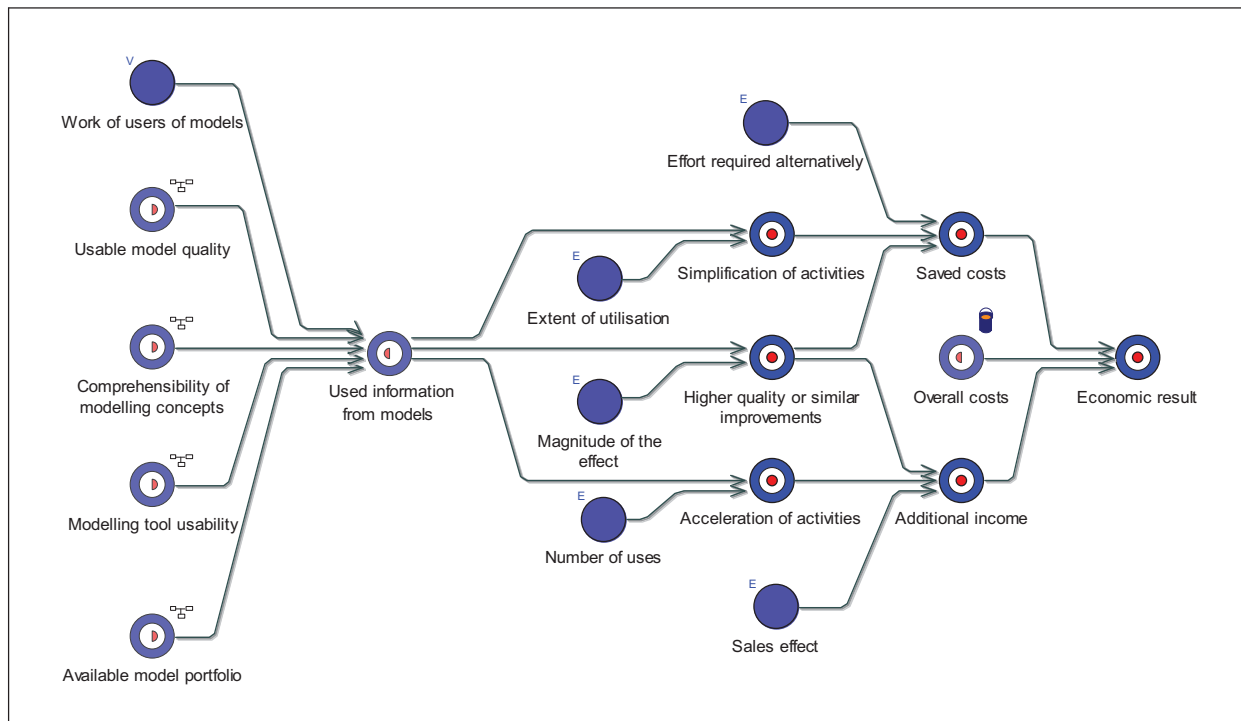 V
Work of users of models
Usable model quality
Comprehensibility of
modelling concepts
Modelling tool usability
Available model portfolio
Used information
from models
E
Effort required alternatively
E
Extent of utilisation
Simplification of activities
E
Magnitude of the
effect
Higher quality or similar
improvements
E
Number of uses
Acceleration of activities
E
Sales effect
Saved costs
Overall costs
Additional income
Economic result